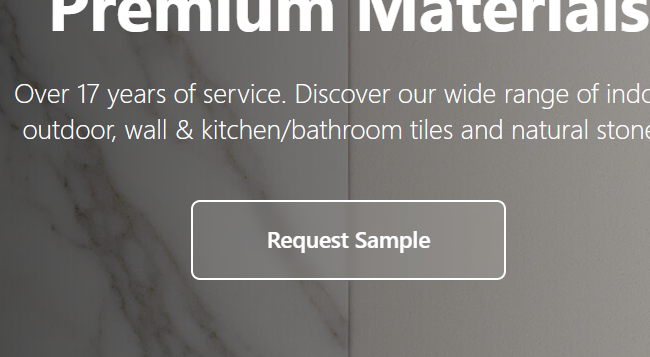 Premium Materials
Over 17 years of service. Discover our wide range of
outdoor, wall & kitchen/bathroom tiles and natural stone
Request Sample